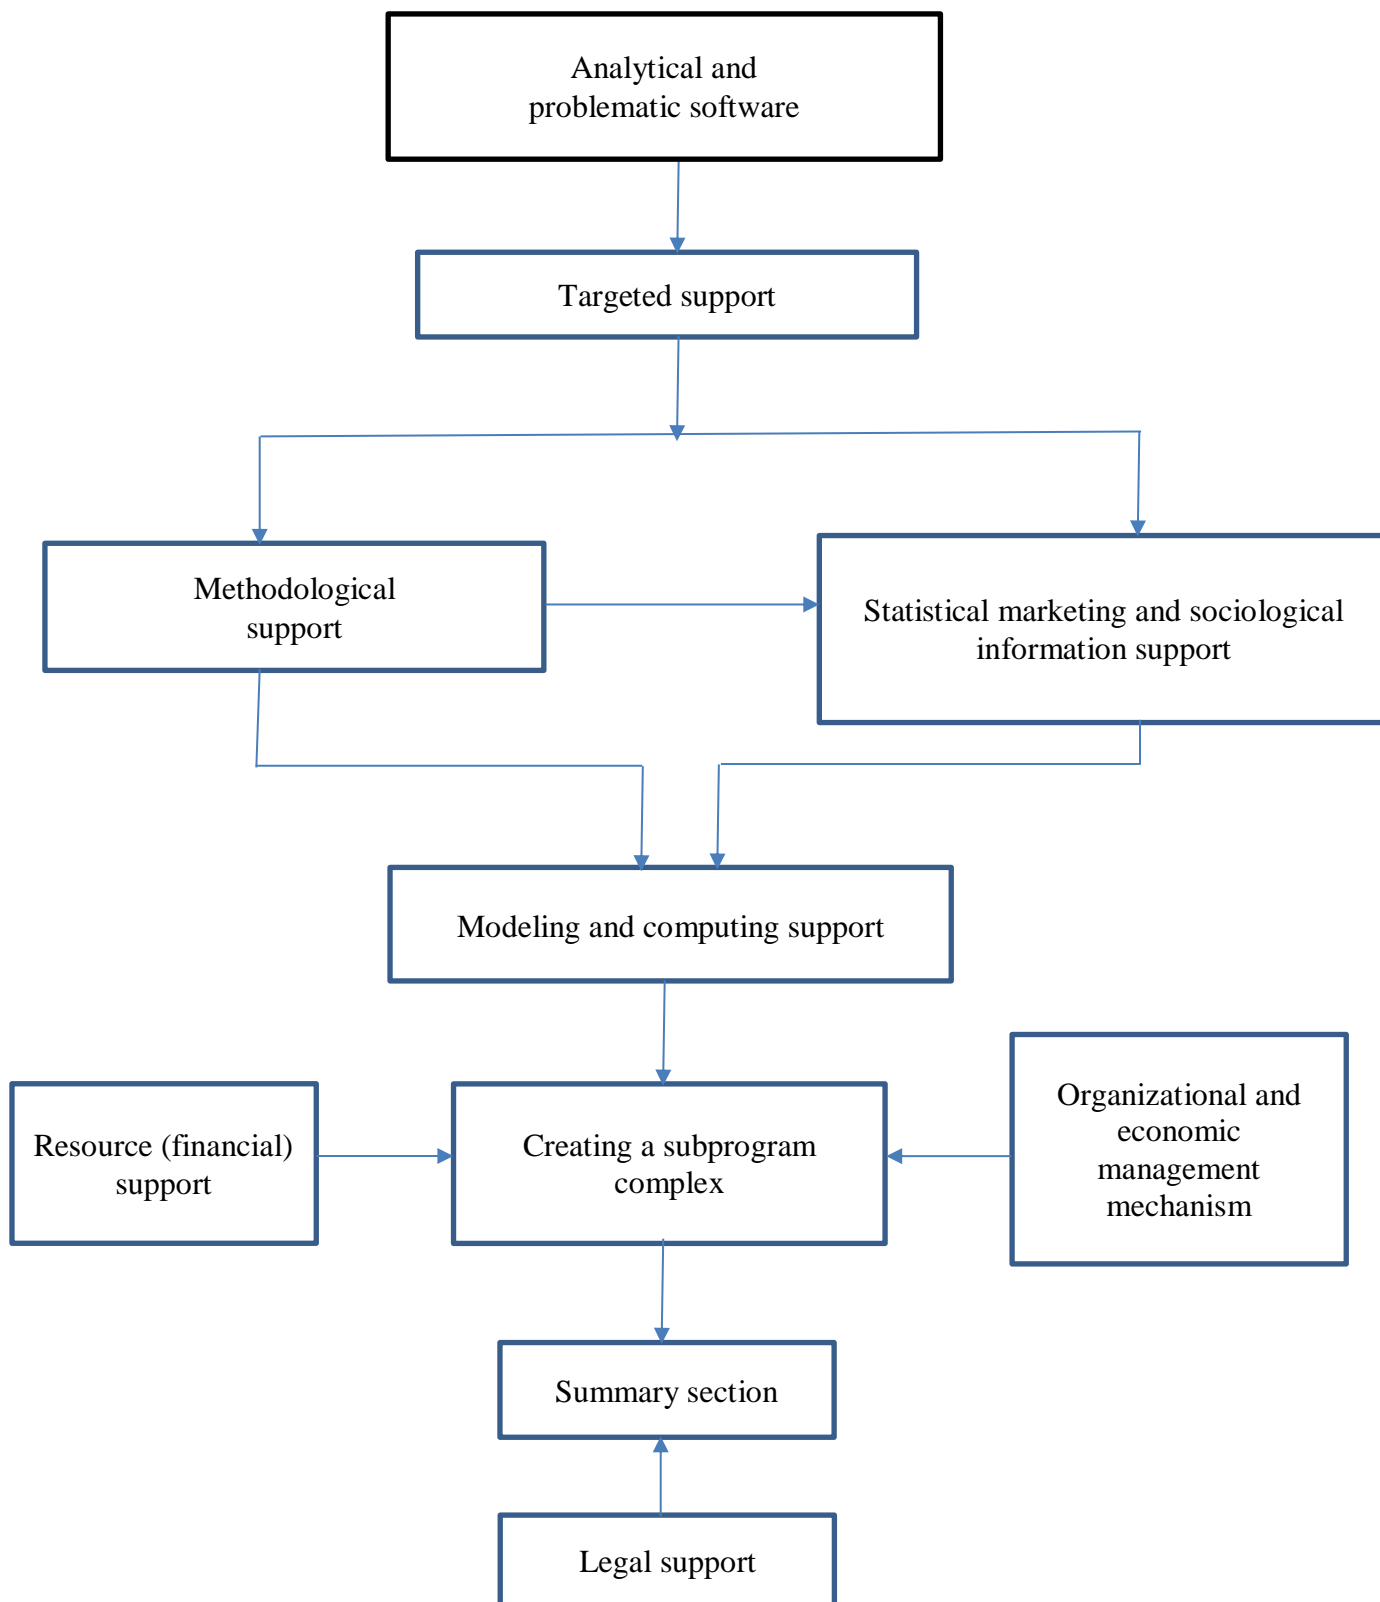 Analytical and
problematic software
Targeted support
Methodological
support
Statistical marketing and sociological
information support
Modeling and computing support
Resource (financial)
support
Creating a subprogram
complex
Organizational and
economic
management
mechanism
Summary section
Legal support